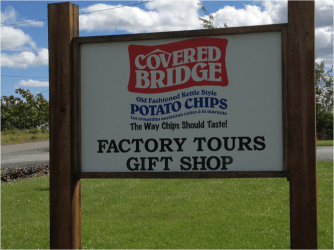 COVERED
BRIDGE
Old Fashioned Kettle Style
POTATO CHIPS
Les croustilles anciennes cuites à la marmite
The Way Chips Should Taste!
FACTORY TOURS
GIFT SHOP